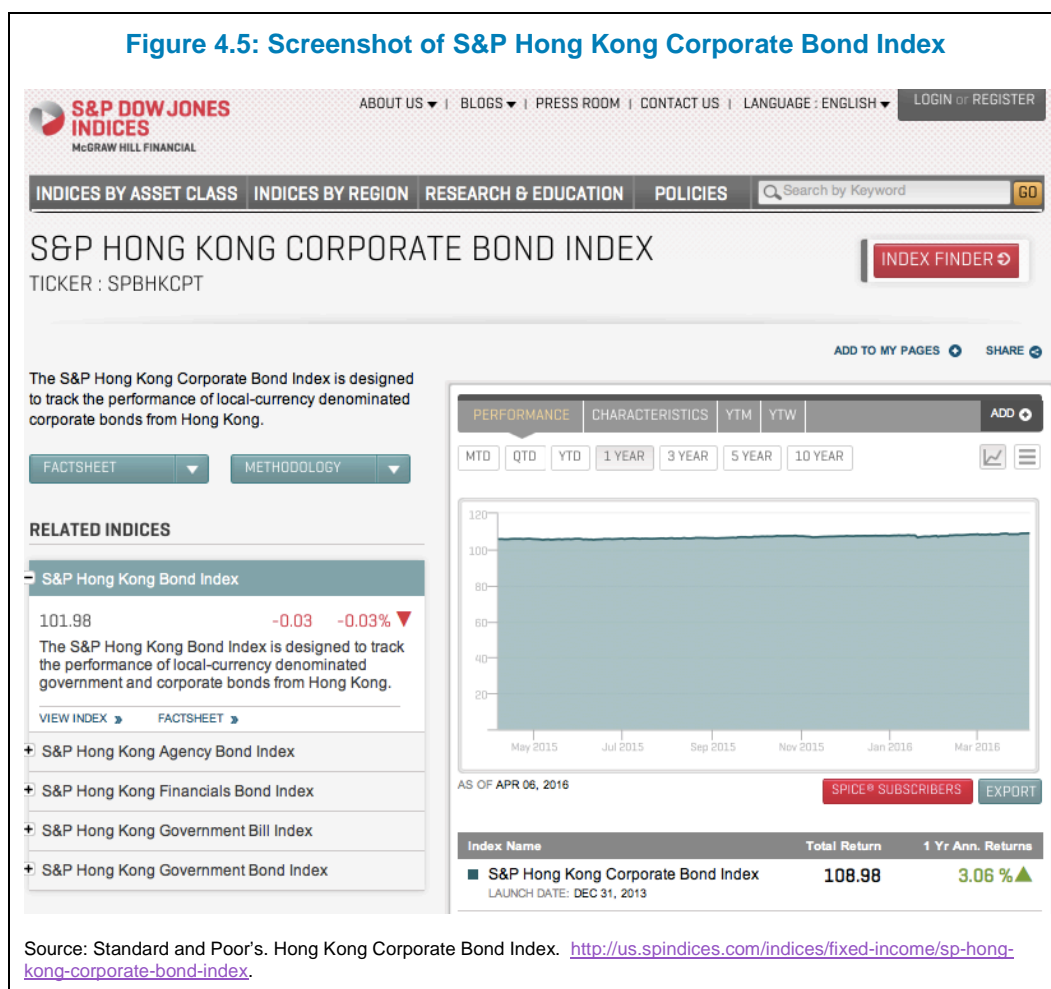 Figure 4.5: Screenshot of S&P Hong Kong Corporate Bond Index
S&P DOW JONES
INDICES
McGRAW HILL FINANCIAL
ABOUT US | BLOGS | PRESS ROOM | CONTACT US | LANGUAGE : ENGLISH
LOGIN or REGISTER
INDICES BY ASSET CLASS INDICES BY REGION RESEARCH & EDUCATION POLICIES
Search by Keyword
GO
S&P HONG KONG CORPORATE BOND INDEX
TICKER : SPBHKCPT
INDEX FINDER
ADD TO MY PAGES SHARE
The S&P Hong Kong Corporate Bond Index is designed
to track the performance of local-currency denominated
corporate bonds from Hong Kong.
FACTSHEET METHODOLOGY
RELATED INDICES
S&P Hong Kong Bond Index
101.98 -0.03 -0.03%
The S&P Hong Kong Bond Index is designed to track
the performance of local-currency denominated
government and corporate bonds from Hong Kong.
VIEW INDEX FACTSHEET
S&P Hong Kong Agency Bond Index
S&P Hong Kong Financials Bond Index
S&P Hong Kong Government Bill Index
S&P Hong Kong Government Bond Index
PERFORMANCE CHARACTERISTICS YTM YTW ADD
MTD QTD YTD 1 YEAR 3 YEAR 5 YEAR 10 YEAR
120
100
80
60
40
20
May 2015 Jul 2015 Sep 2015 Nov 2015 Jan 2016 Mar 2016
AS OF APR 06, 2016
SPICE® SUBSCRIBERS EXPORT
Index Name Total Return 1 Yr Ann. Returns
S&P Hong Kong Corporate Bond Index 108.98 3.06 %
LAUNCH DATE: DEC 31, 2013
Source: Standard and Poor's. Hong Kong Corporate Bond Index. http://us.spindices.com/indices/fixed-income/sp-hong-
kong-corporate-bond-index.